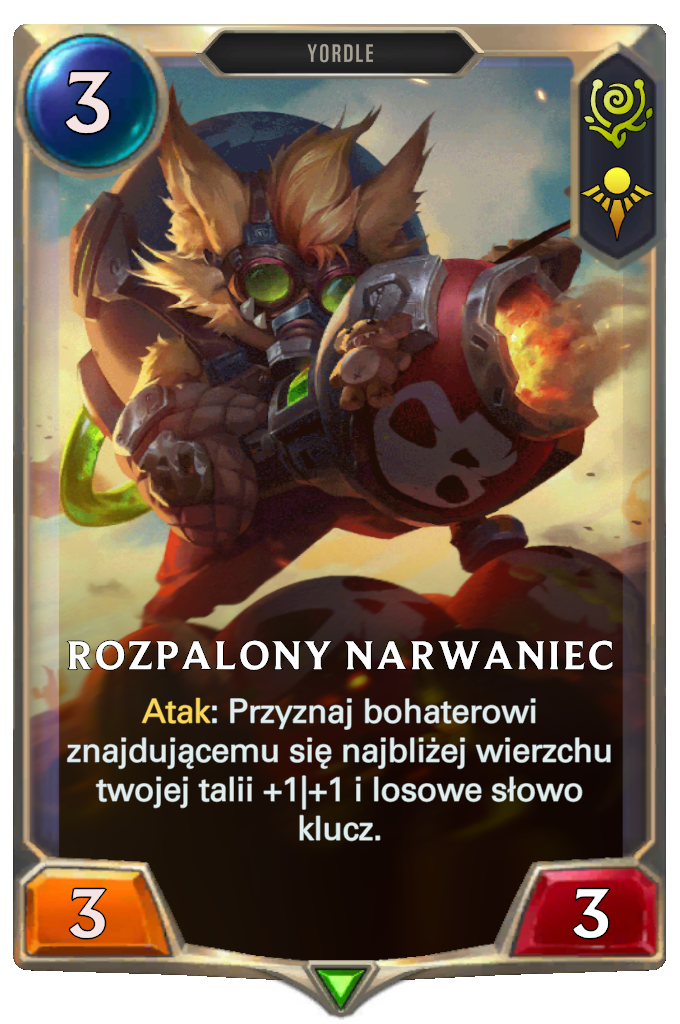 YORDLE
3
ROZPALONY NARWANIEC
Atak: Przyznaj bohaterowi
znajdującemu się najbliżej wierzchu
twojej talii +1|+1 i losowe słowo
klucz.
3
3